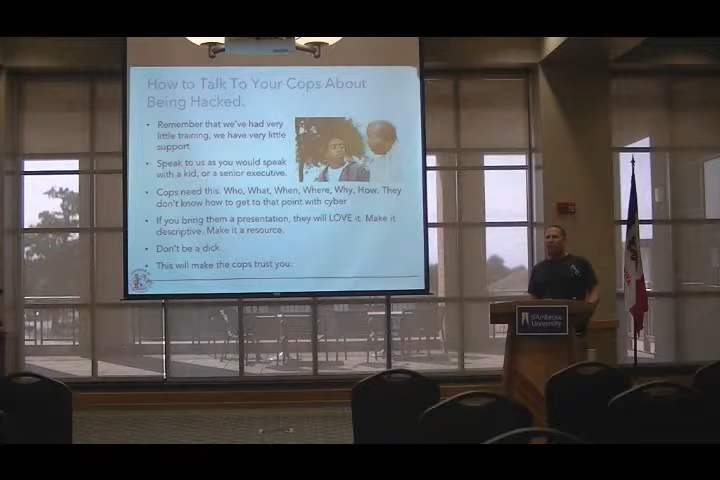 How to Talk To Your Cops About
Being Hacked.
• Remember that we've had very
little training, we have very little
support
• Speak to us as you would speak
with a kid, or a senior executive.
• Cops need this. Who, What, When, Where, Why, How. They
don't know how to get to that point with cyber
• If you bring them a presentation, they will LOVE it. Make it
descriptive. Make it a resource.
• Don't be a dick.
• This will make the cops trust you.
St. Ambrose
University